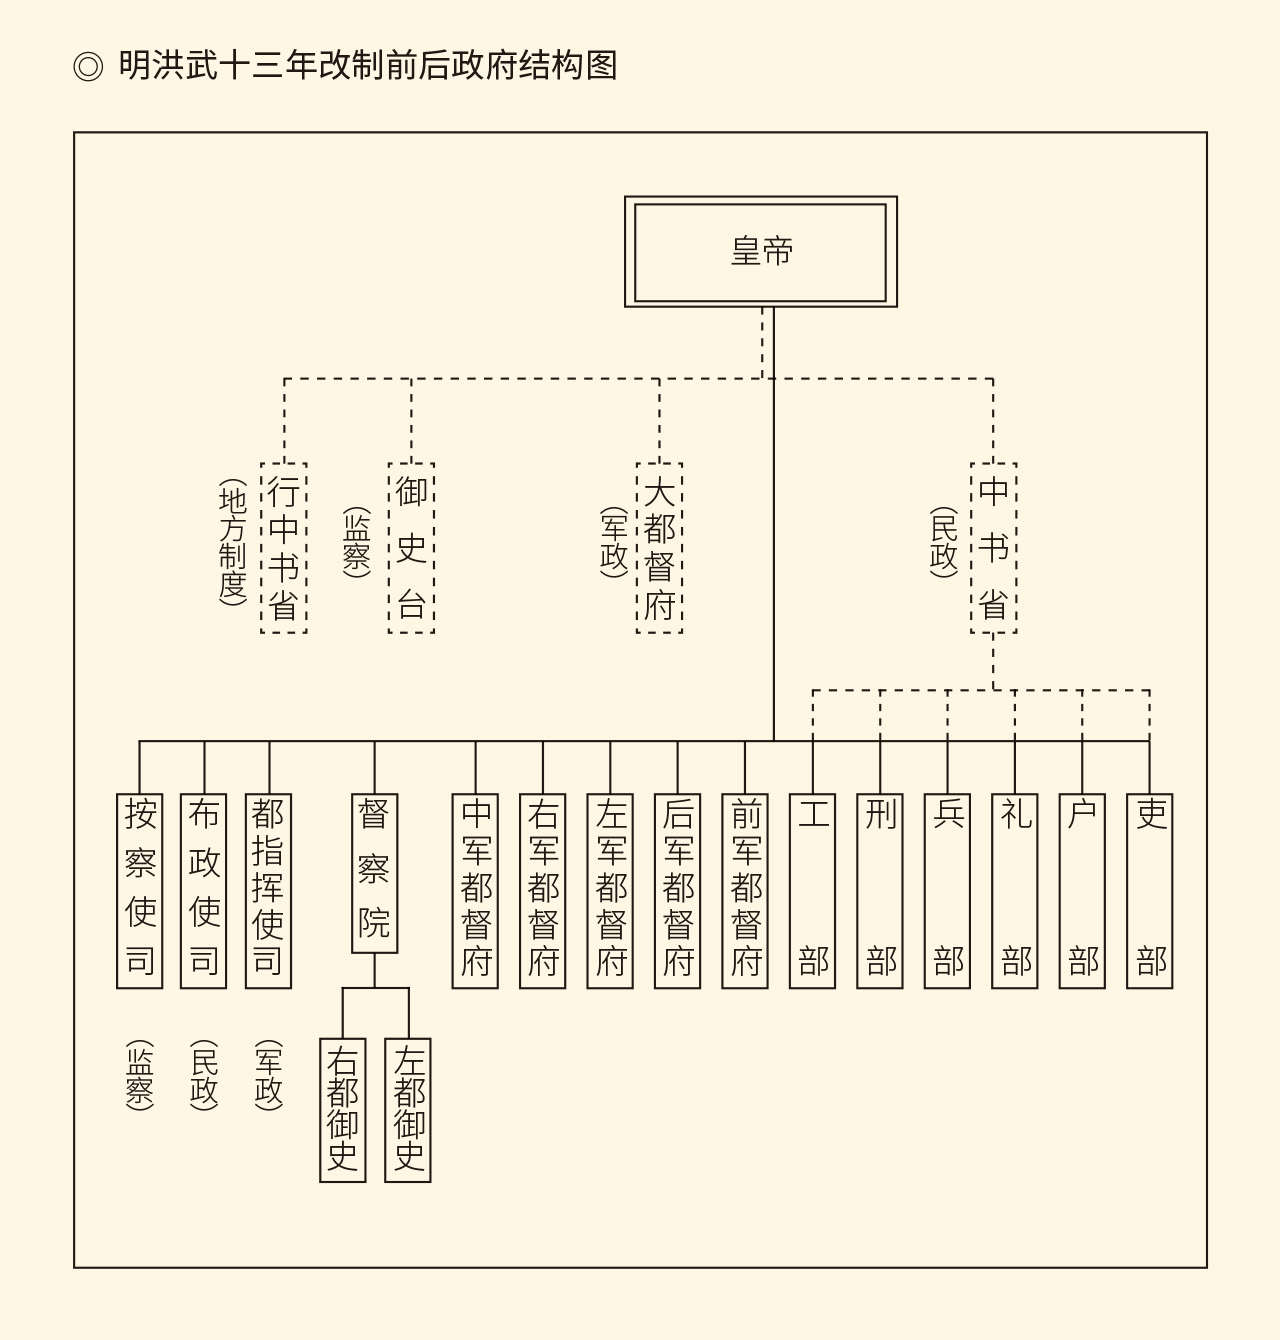 ◎ 明洪武十三年改制前后政府结构图
皇帝
行中书省
（地方制度）
御史台
（监察）
大都督府
（军政）
中书省
（民政）
按察使司
布政使司
都指挥使司
督察院
中军都督府
右军都督府
左军都督府
后军都督府
前军都督府
工部
刑部
兵部
礼部
户部
吏部
（监察）
（民政）
（军政）
右都御史
左都御史